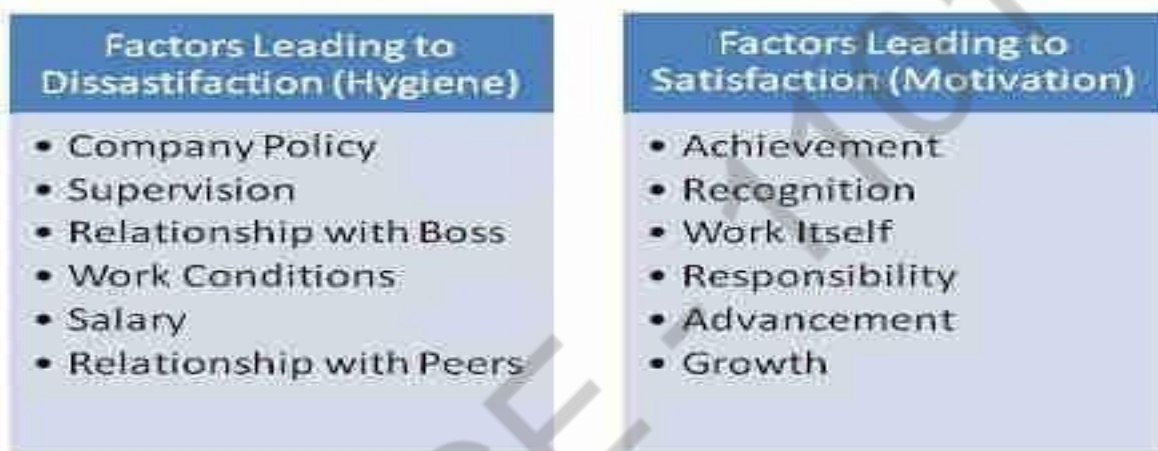 Factors Leading to
Dissastifaction (Hygiene)
• Company Policy
• Supervision
• Relationship with Boss
• Work Conditions
• Salary
• Relationship with Peers
Factors Leading to
Satisfaction (Motivation)
• Achievement
• Recognition
• Work Itself
• Responsibility
• Advancement
• Growth